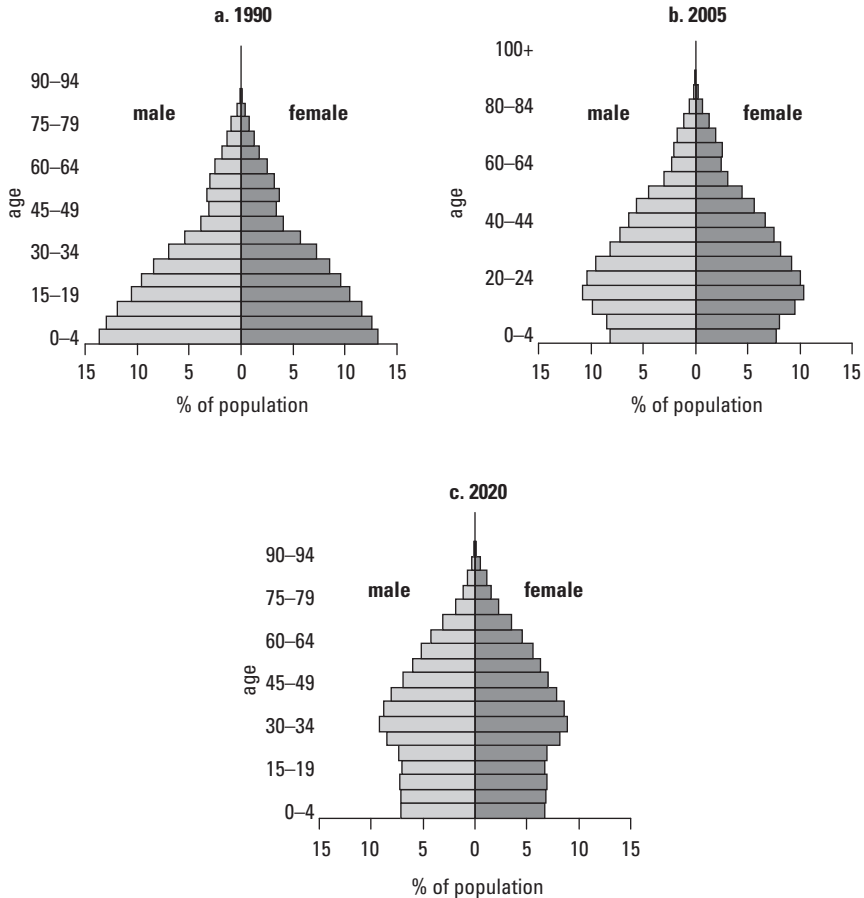 a. 1990
90–94
75–79
60–64
45–49
30–34
15–19
0–4
age
male female
15 10 5 0 5 10 15
% of population
b. 2005
100+
80–84
60–64
40–44
20–24
0–4
age
male female
15 10 5 0 5 10 15
% of population
c. 2020
90–94
75–79
60–64
45–49
30–34
15–19
0–4
age
male female
15 10 5 0 5 10 15
% of population